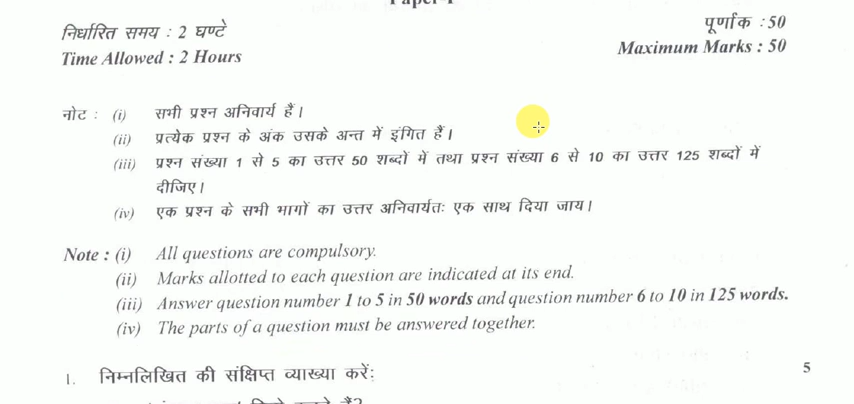 Paper-I
निर्धारित समय : 2 घण्टे
पूर्णांक : 50
Time Allowed : 2 Hours
Maximum Marks : 50
नोट : (i) सभी प्रश्न अनिवार्य हैं।
(ii) प्रत्येक प्रश्न के अंक उसके अन्त में इंगित हैं।
(iii) प्रश्न संख्या 1 से 5 का उत्तर 50 शब्दों में तथा प्रश्न संख्या 6 से 10 का उत्तर 125 शब्दों में
दीजिए।
(iv) एक प्रश्न के सभी भागों का उत्तर अनिवार्यतः एक साथ दिया जाय।
Note : (i) All questions are compulsory.
(ii) Marks allotted to each question are indicated at its end.
(iii) Answer question number 1 to 5 in 50 words and question number 6 to 10 in 125 words.
(iv) The parts of a question must be answered together.
1. निम्नलिखित की संक्षिप्त व्याख्या करें: 5